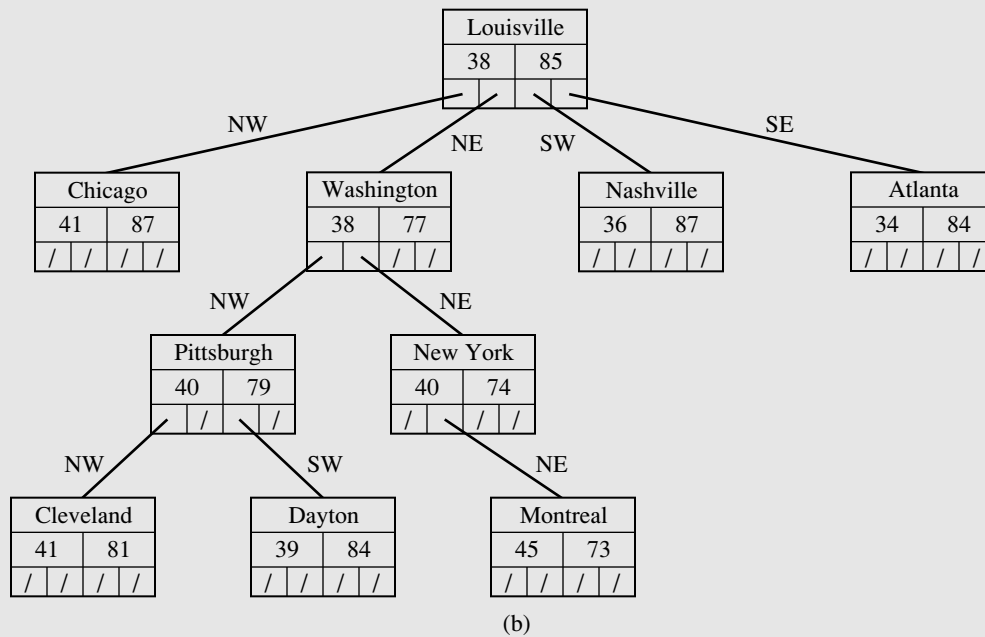 Louisville
38 85
NW NE SW SE
Chicago Washington Nashville Atlanta
41 87 38 77 36 87 34 84
/ / / / / / / / / / / / / /
NW NE
Pittsburgh New York
40 79 40 74
/ / / / /
NW SW NE
Cleveland Dayton Montreal
41 81 39 84 45 73
/ / / / / / / / / / / /
(b)